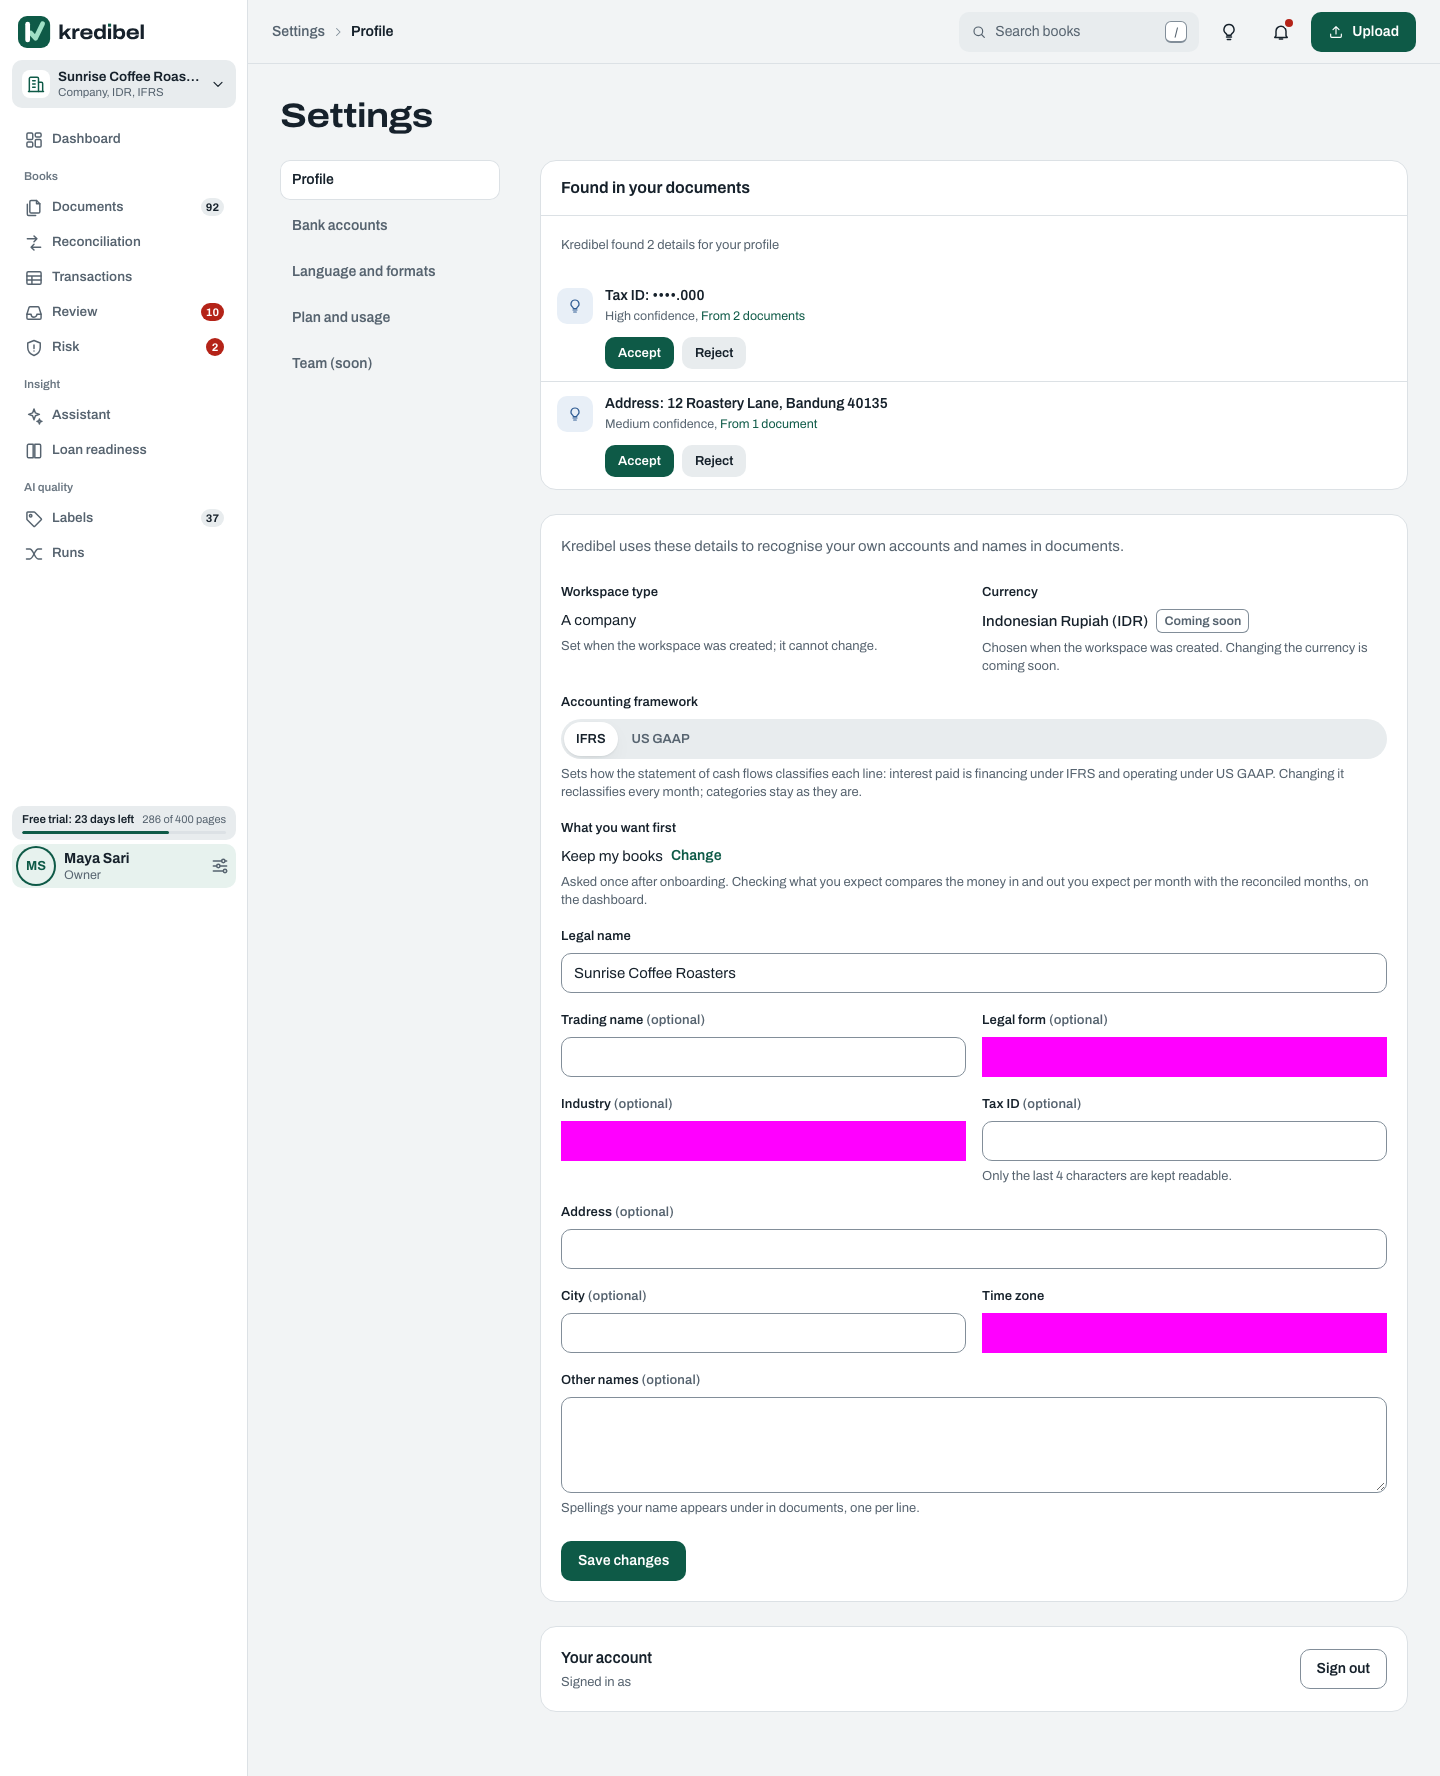 kredibel
Sunrise Coffee Roas...
Company, IDR, IFRS
Dashboard
Books
Documents 92
Reconciliation
Transactions
Review 10
Risk 2
Insight
Assistant
Loan readiness
AI quality
Labels 37
Runs
Free trial: 23 days left 286 of 400 pages
MS
Maya Sari
Owner
Settings > Profile
Search books /
Upload
Settings
Profile
Bank accounts
Language and formats
Plan and usage
Team (soon)
Found in your documents
Kredibel found 2 details for your profile
Tax ID: ••••.000
High confidence, From 2 documents
Accept Reject
Address: 12 Roastery Lane, Bandung 40135
Medium confidence, From 1 document
Accept Reject
Kredibel uses these details to recognise your own accounts and names in documents.
Workspace type
A company
Set when the workspace was created; it cannot change.
Currency
Indonesian Rupiah (IDR) Coming soon
Chosen when the workspace was created. Changing the currency is
coming soon.
Accounting framework
IFRS US GAAP
Sets how the statement of cash flows classifies each line: interest paid is financing under IFRS and operating under US GAAP. Changing it
reclassifies every month; categories stay as they are.
What you want first
Keep my books Change
Asked once after onboarding. Checking what you expect compares the money in and out you expect per month with the reconciled months, on
the dashboard.
Legal name
Sunrise Coffee Roasters
Trading name (optional)
Legal form (optional)
Industry (optional)
Tax ID (optional)
Only the last 4 characters are kept readable.
Address (optional)
City (optional)
Time zone
Other names (optional)
Spellings your name appears under in documents, one per line.
Save changes
Your account
Signed in as
Sign out